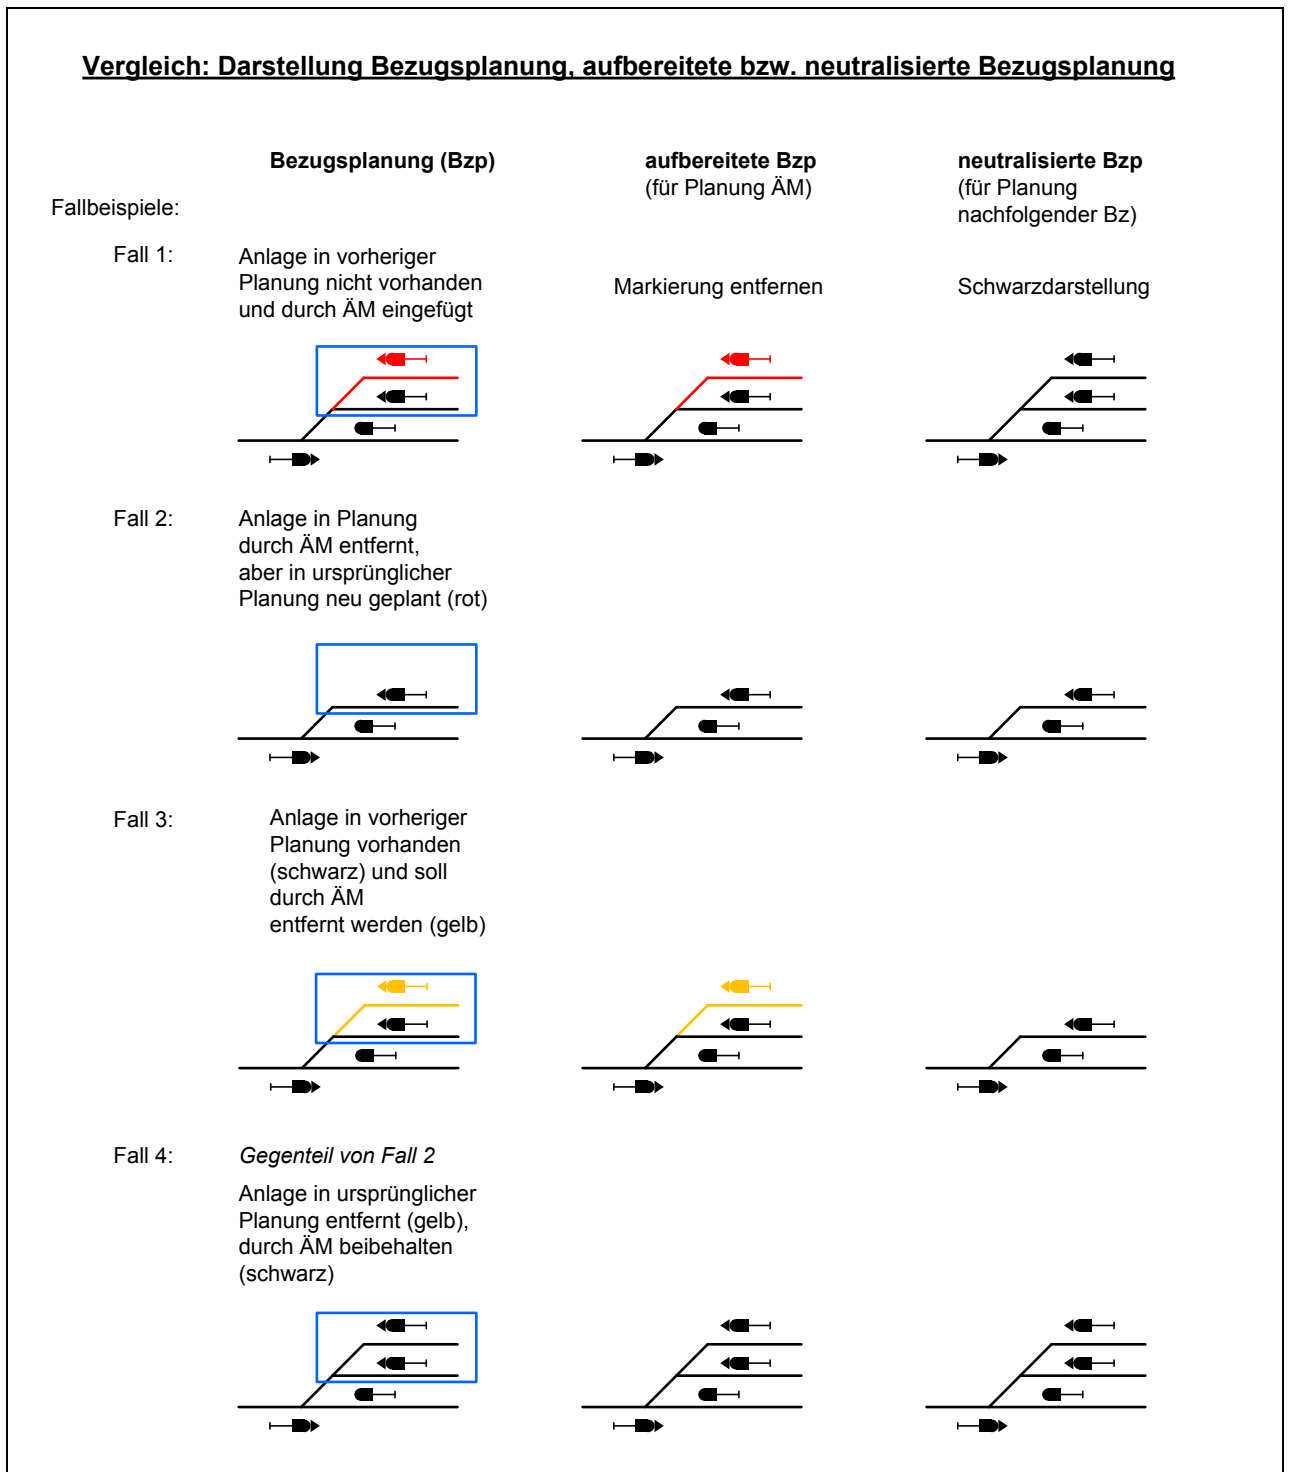 Vergleich: Darstellung Bezugsplanung, aufbereitete bzw. neutralisierte Bezugsplanung
Bezugsplanung (Bzp)
aufbereitete Bzp
(für Planung ÄM)
neutralisierte Bzp
(für Planung
nachfolgender Bz)
Fallbeispiele:
Fall 1:
Anlage in vorheriger
Planung nicht vorhanden
und durch ÄM eingefügt
Markierung entfernen
Schwarzdarstellung
Fall 2:
Anlage in Planung
durch ÄM entfernt,
aber in ursprünglicher
Planung neu geplant (rot)
Fall 3:
Anlage in vorheriger
Planung vorhanden
(schwarz) und soll
durch ÄM
entfernt werden (gelb)
Fall 4:
Gegenteil von Fall 2
Anlage in ursprünglicher
Planung entfernt (gelb),
durch ÄM beibehalten
(schwarz)